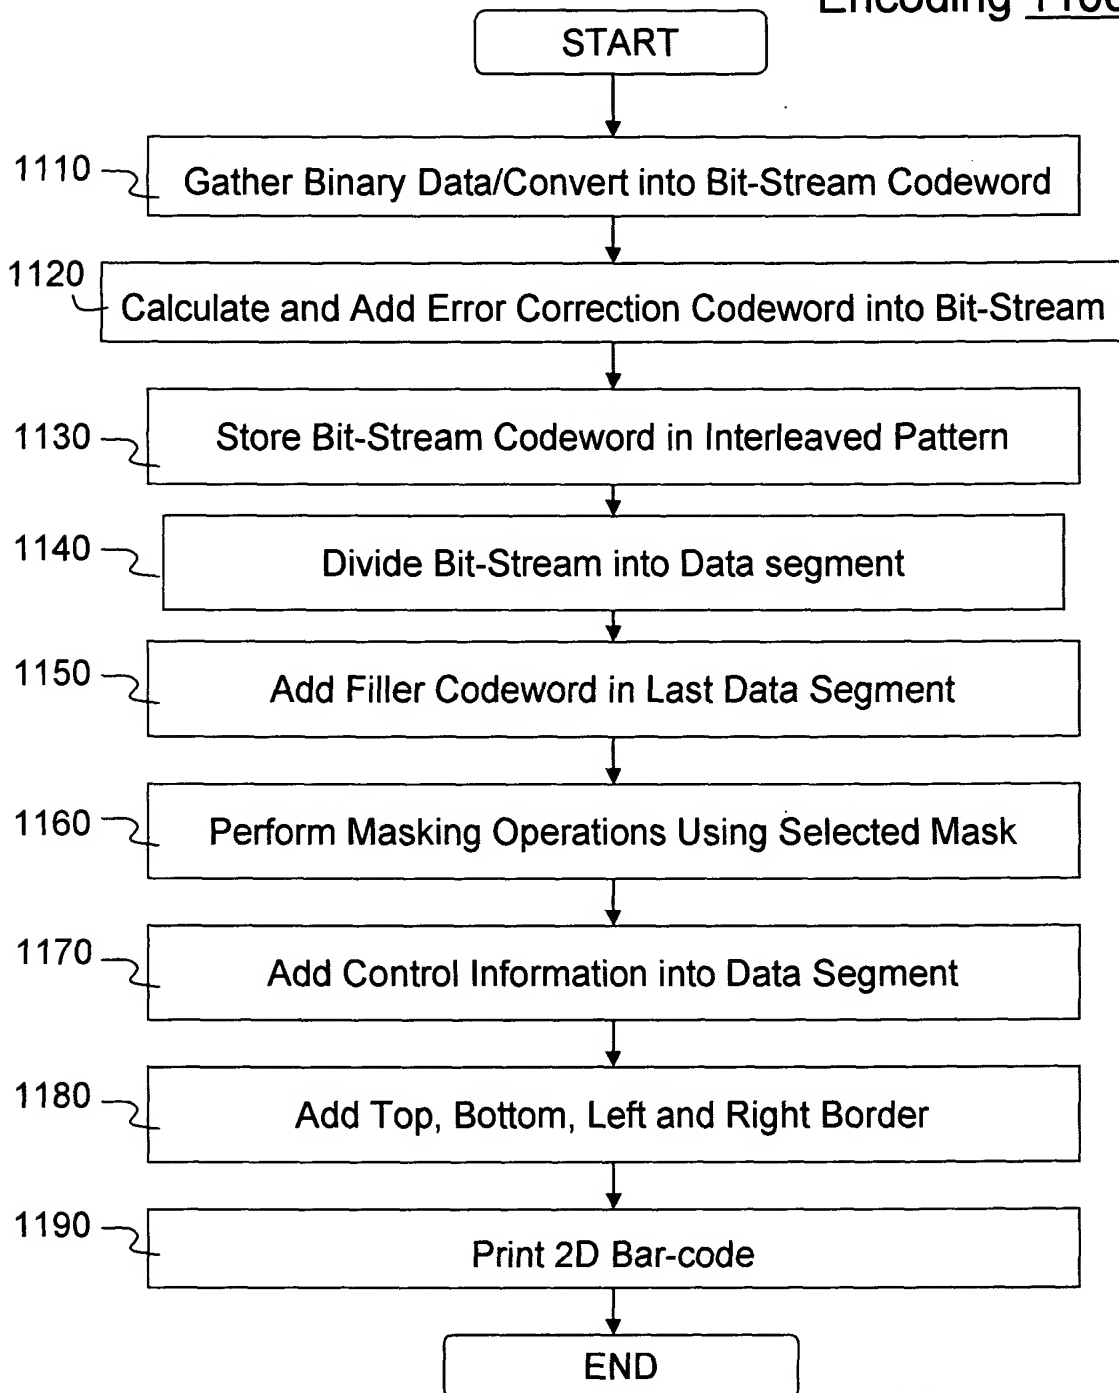 Encoding 1100
START
1110
Gather Binary Data/Convert into Bit-Stream Codeword
1120
Calculate and Add Error Correction Codeword into Bit-Stream
1130
Store Bit-Stream Codeword in Interleaved Pattern
1140
Divide Bit-Stream into Data segment
1150
Add Filler Codeword in Last Data Segment
1160
Perform Masking Operations Using Selected Mask
1170
Add Control Information into Data Segment
1180
Add Top, Bottom, Left and Right Border
1190
Print 2D Bar-code
END